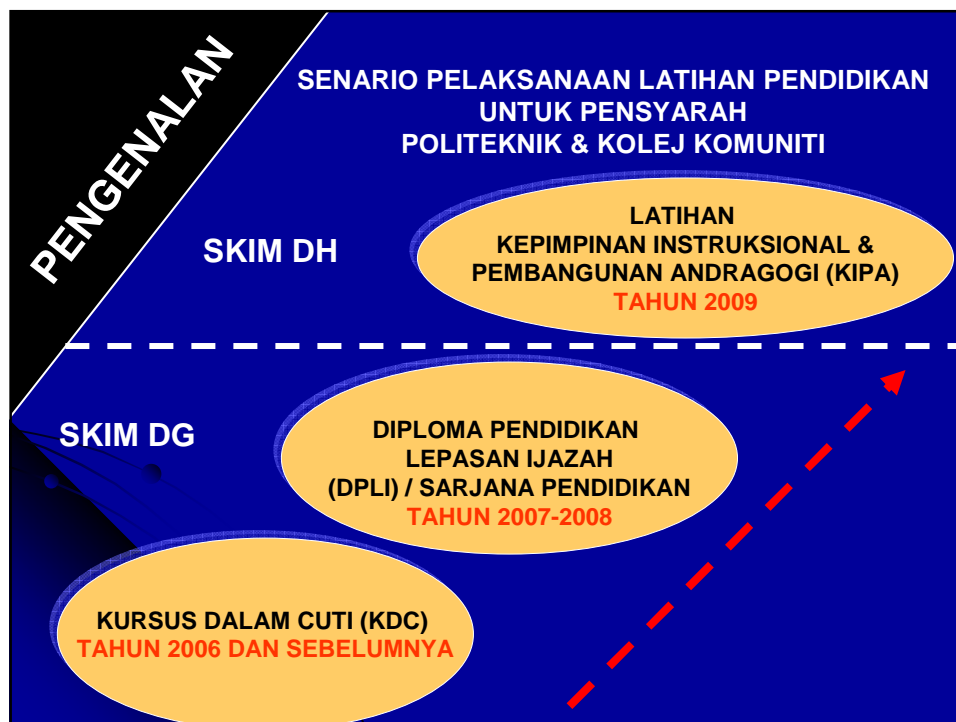 PENGENALAN
SENARIO PELAKSANAAN LATIHAN PENDIDIKAN
UNTUK PENSYARAH
POLITEKNIK & KOLEJ KOMUNITI
SKIM DH
LATIHAN
KEPIMPINAN INSTRUKSIONAL &
PEMBANGUNAN ANDRAGOGI (KIPA)
TAHUN 2009
SKIM DG
DIPLOMA PENDIDIKAN
LEPASAN IJAZAH
(DPLI) / SARJANA PENDIDIKAN
TAHUN 2007-2008
KURSUS DALAM CUTI (KDC)
TAHUN 2006 DAN SEBELUMNYA